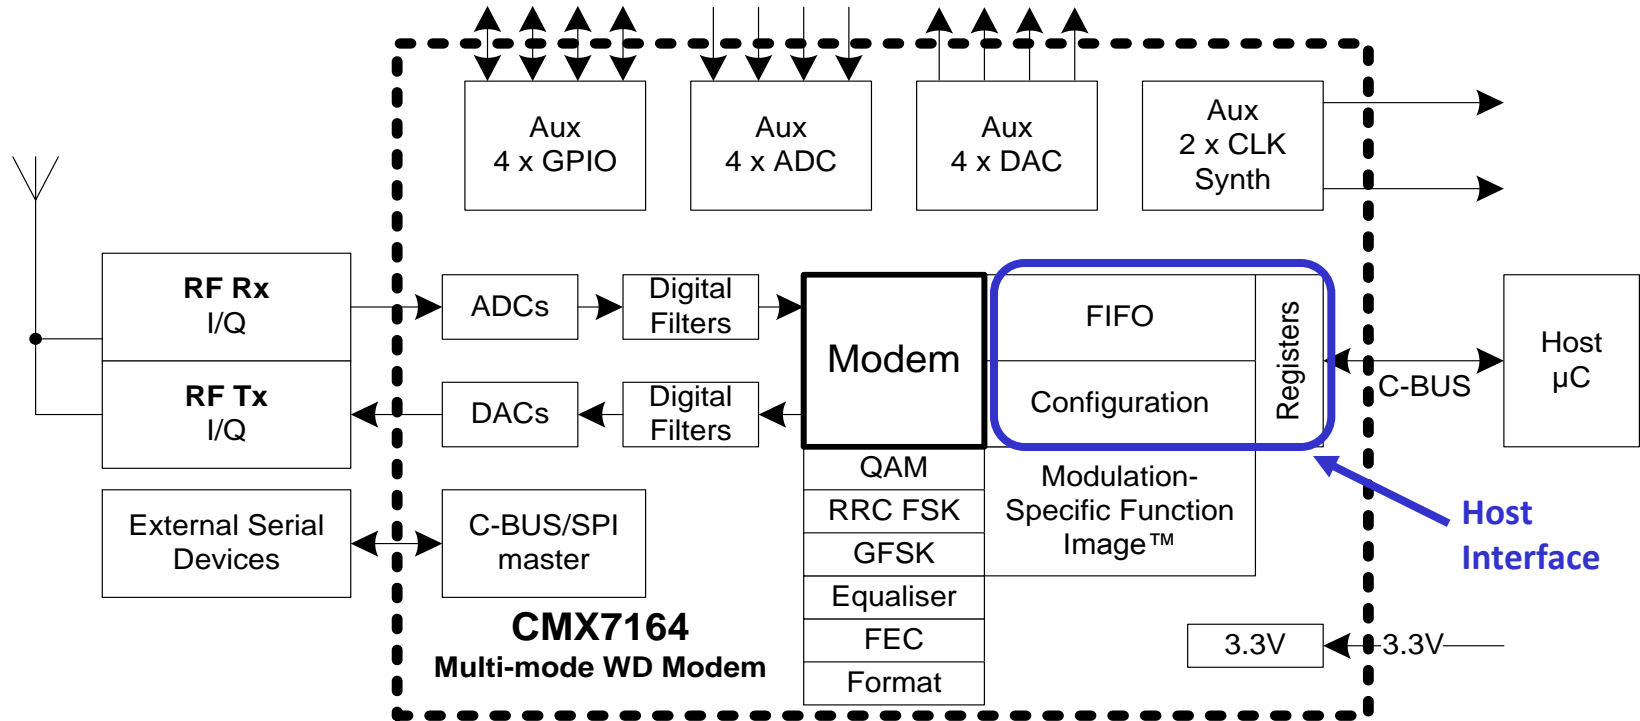 Aux
4 x GPIO
Aux
4 x ADC
Aux
4 x DAC
Aux
2 x CLK
Synth
RF Rx
I/Q
ADCs
Digital
Filters
Modem
FIFO
Registers
Host
µC
C-BUS
RF Tx
I/Q
DACs
Digital
Filters
Configuration
QAM
RRC FSK
GFSK
Equaliser
FEC
Format
Modulation-
Specific Function
Image™
Host
Interface
External Serial
Devices
C-BUS/SPI
master
CMX7164
Multi-mode WD Modem
3.3V
3.3V